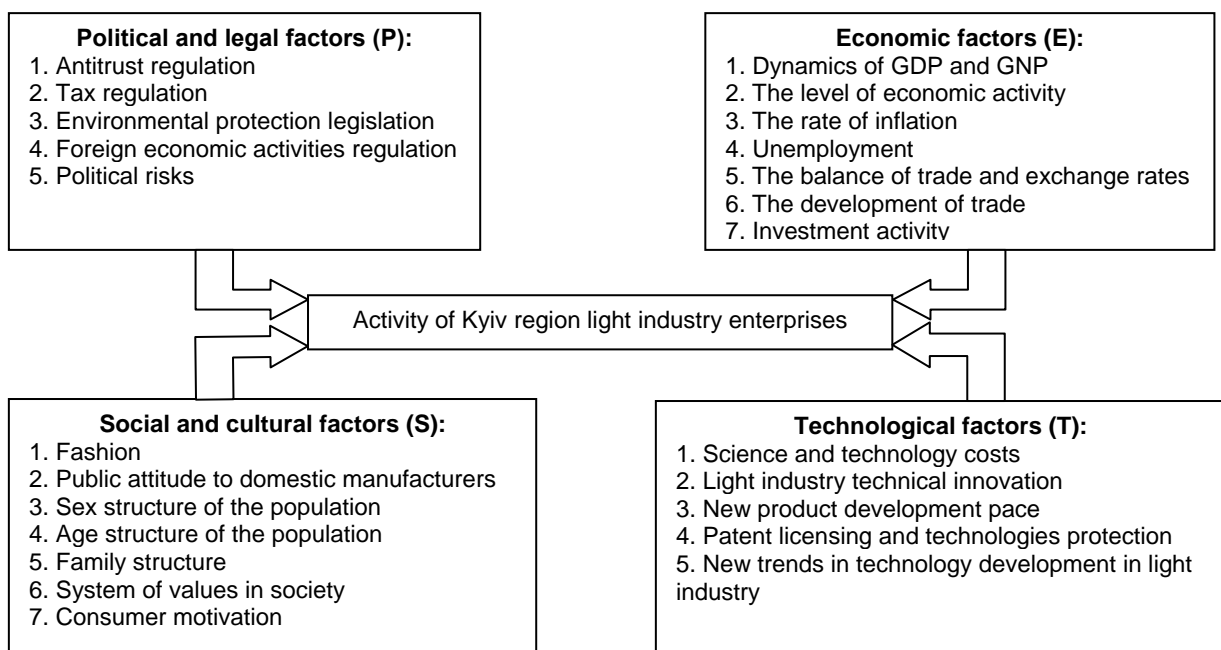 Political and legal factors (P):
1. Antitrust regulation
2. Tax regulation
3. Environmental protection legislation
4. Foreign economic activities regulation
5. Political risks
Economic factors (E):
1. Dynamics of GDP and GNP
2. The level of economic activity
3. The rate of inflation
4. Unemployment
5. The balance of trade and exchange rates
6. The development of trade
7. Investment activity
Activity of Kyiv region light industry enterprises
Social and cultural factors (S):
1. Fashion
2. Public attitude to domestic manufacturers
3. Sex structure of the population
4. Age structure of the population
5. Family structure
6. System of values in society
7. Consumer motivation
Technological factors (T):
1. Science and technology costs
2. Light industry technical innovation
3. New product development pace
4. Patent licensing and technologies protection
5. New trends in technology development in light
industry